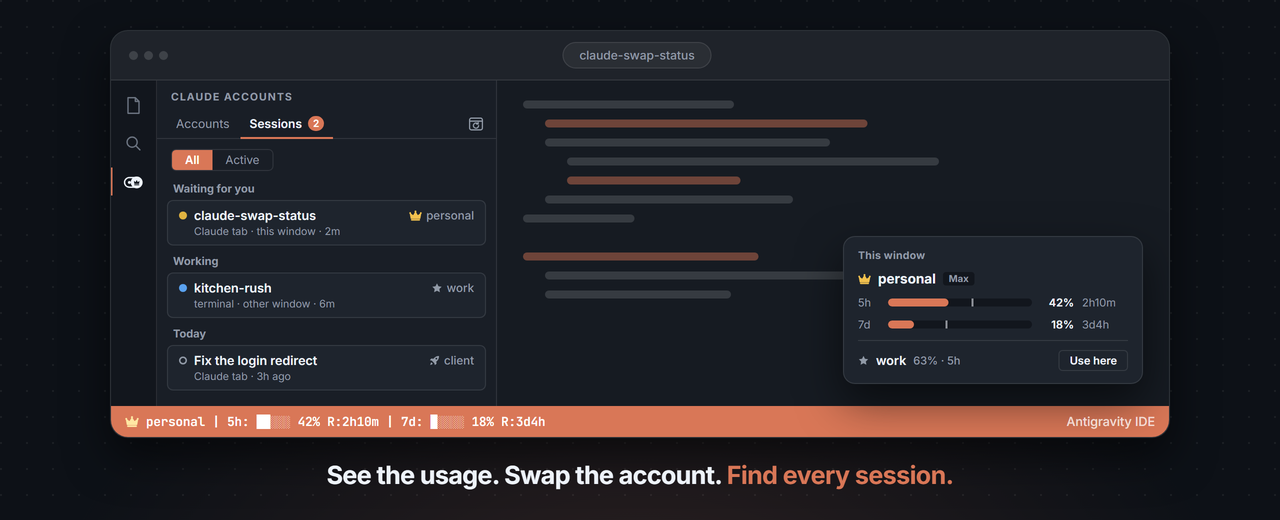 claude-swap-status
CLAUDE ACCOUNTS
Accounts Sessions 2
All Active
Waiting for you
claude-swap-status personal
Claude tab · this window · 2m
Working
kitchen-rush work
terminal · other window · 6m
Today
Fix the login redirect client
Claude tab · 3h ago
This window
personal Max
5h 42% 2h10m
7d 18% 3d4h
work 63% · 5h Use here
personal | 5h: ██░░░ 42% R:2h10m | 7d: █░░░░ 18% R:3d4h Antigravity IDE
See the usage. Swap the account. Find every session.